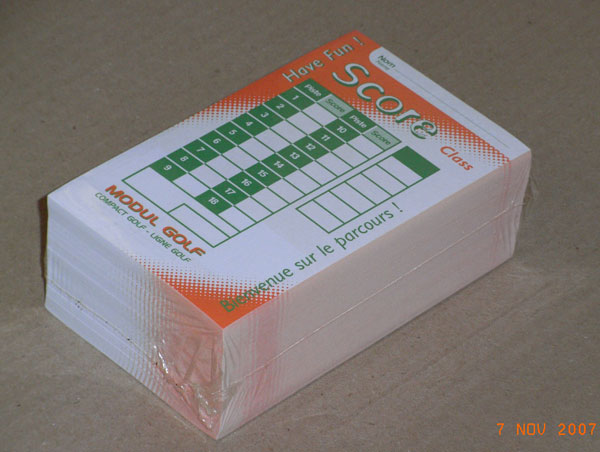 Have Fun !
Nom
Score
Class
Piste Score Piste Score
1 10
2 11
3 12
4 13
5 14
6 15
7 16
8 17
9 18
MODUL GOLF
COMPACT GOLF - LIGNE GOLF
Bienvenue sur le parcours !
7 NOV 2007